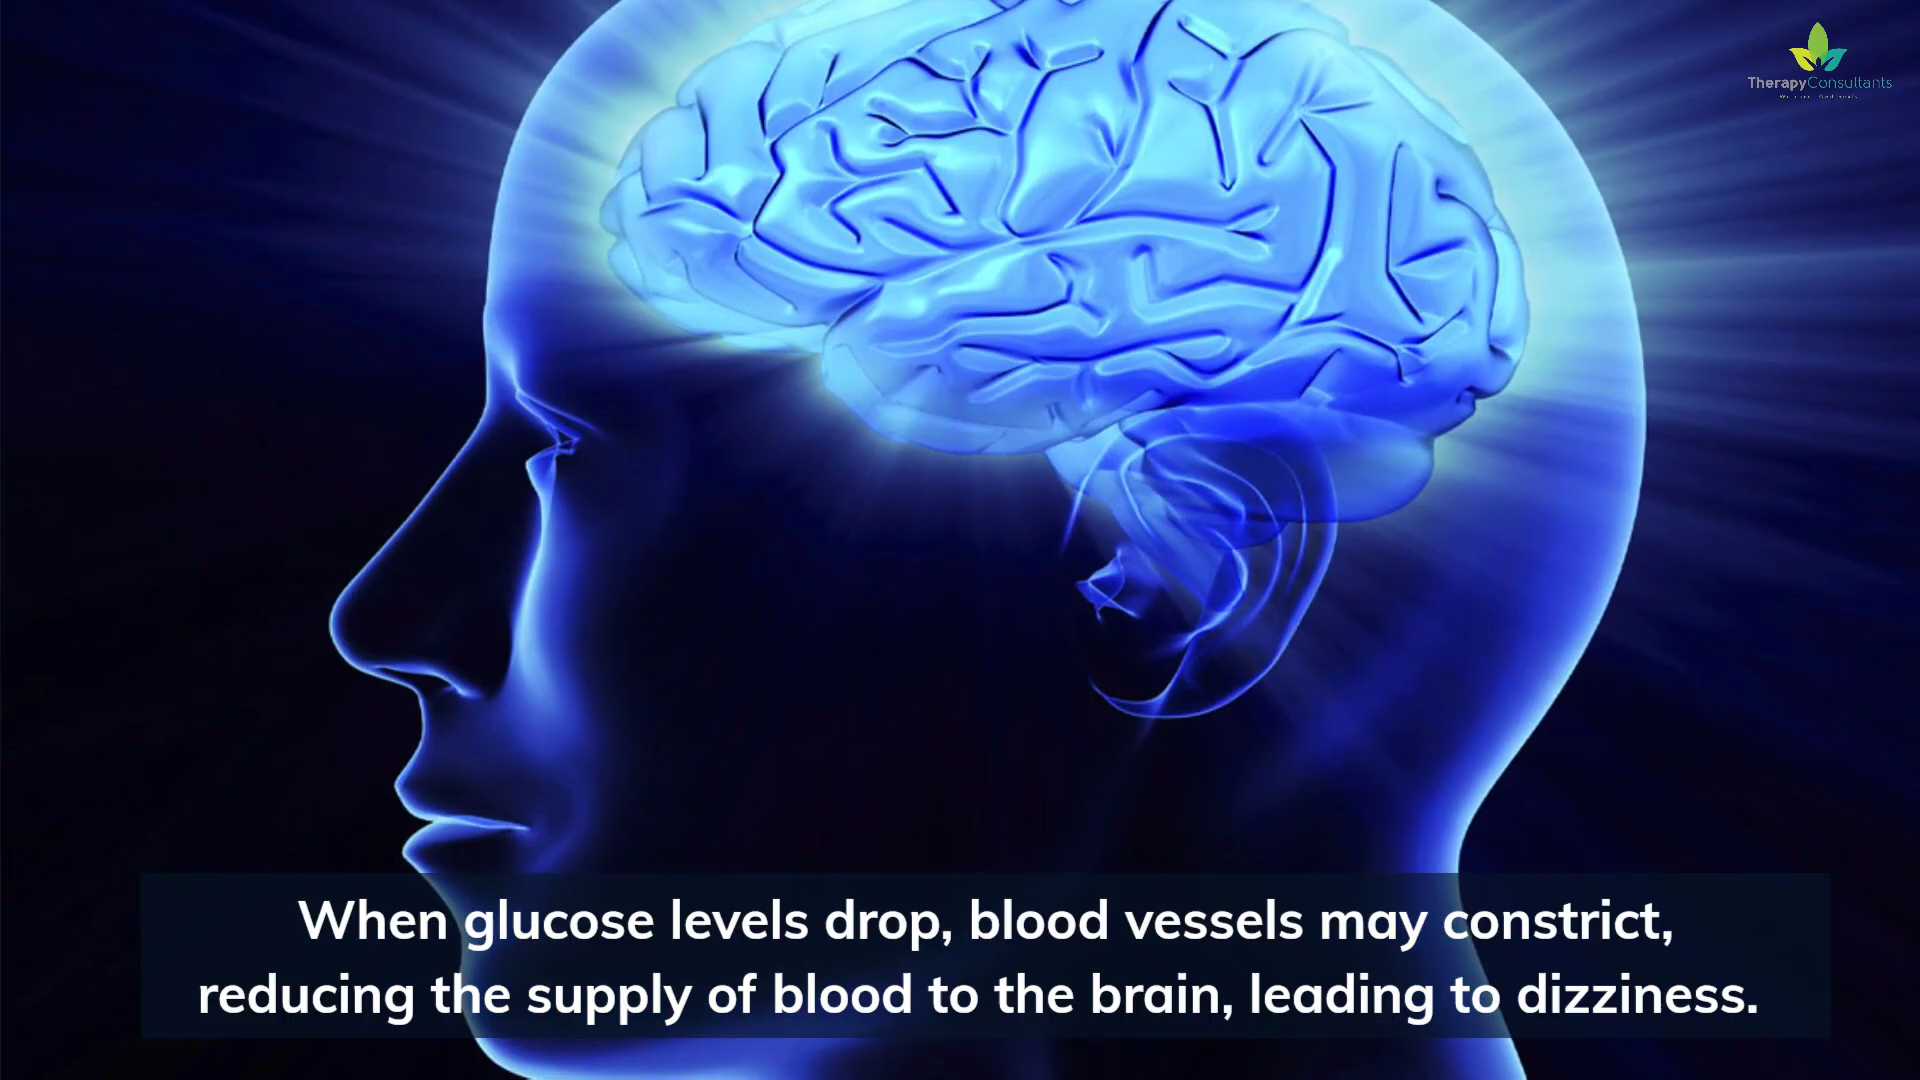 TherapyConsultants
When glucose levels drop, blood vessels may constrict,
reducing the supply of blood to the brain, leading to dizziness.